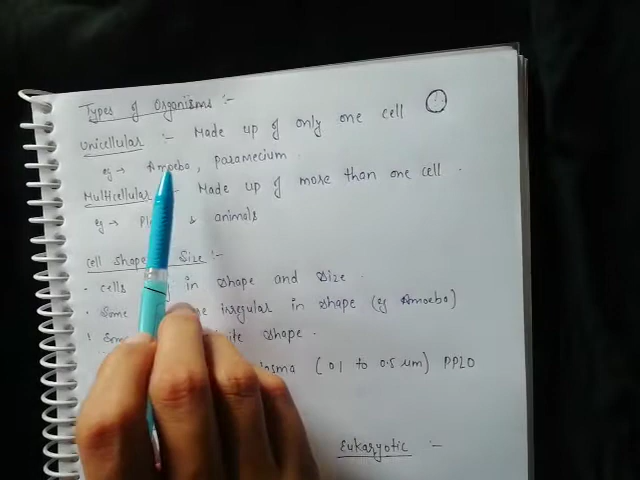 Types of Organisms :-
Unicellular :- Made up of only one cell
eg → Amoeba, paramecium.
Multicellular - Made up of more than one cell.
eg → & animals
Cell Shape Size :-
• cells in shape and size.
• Some irregular in shape (eg Amoeba)
shape.
(0.1 to 0.5 um) PPLO
Eukaryotic :-